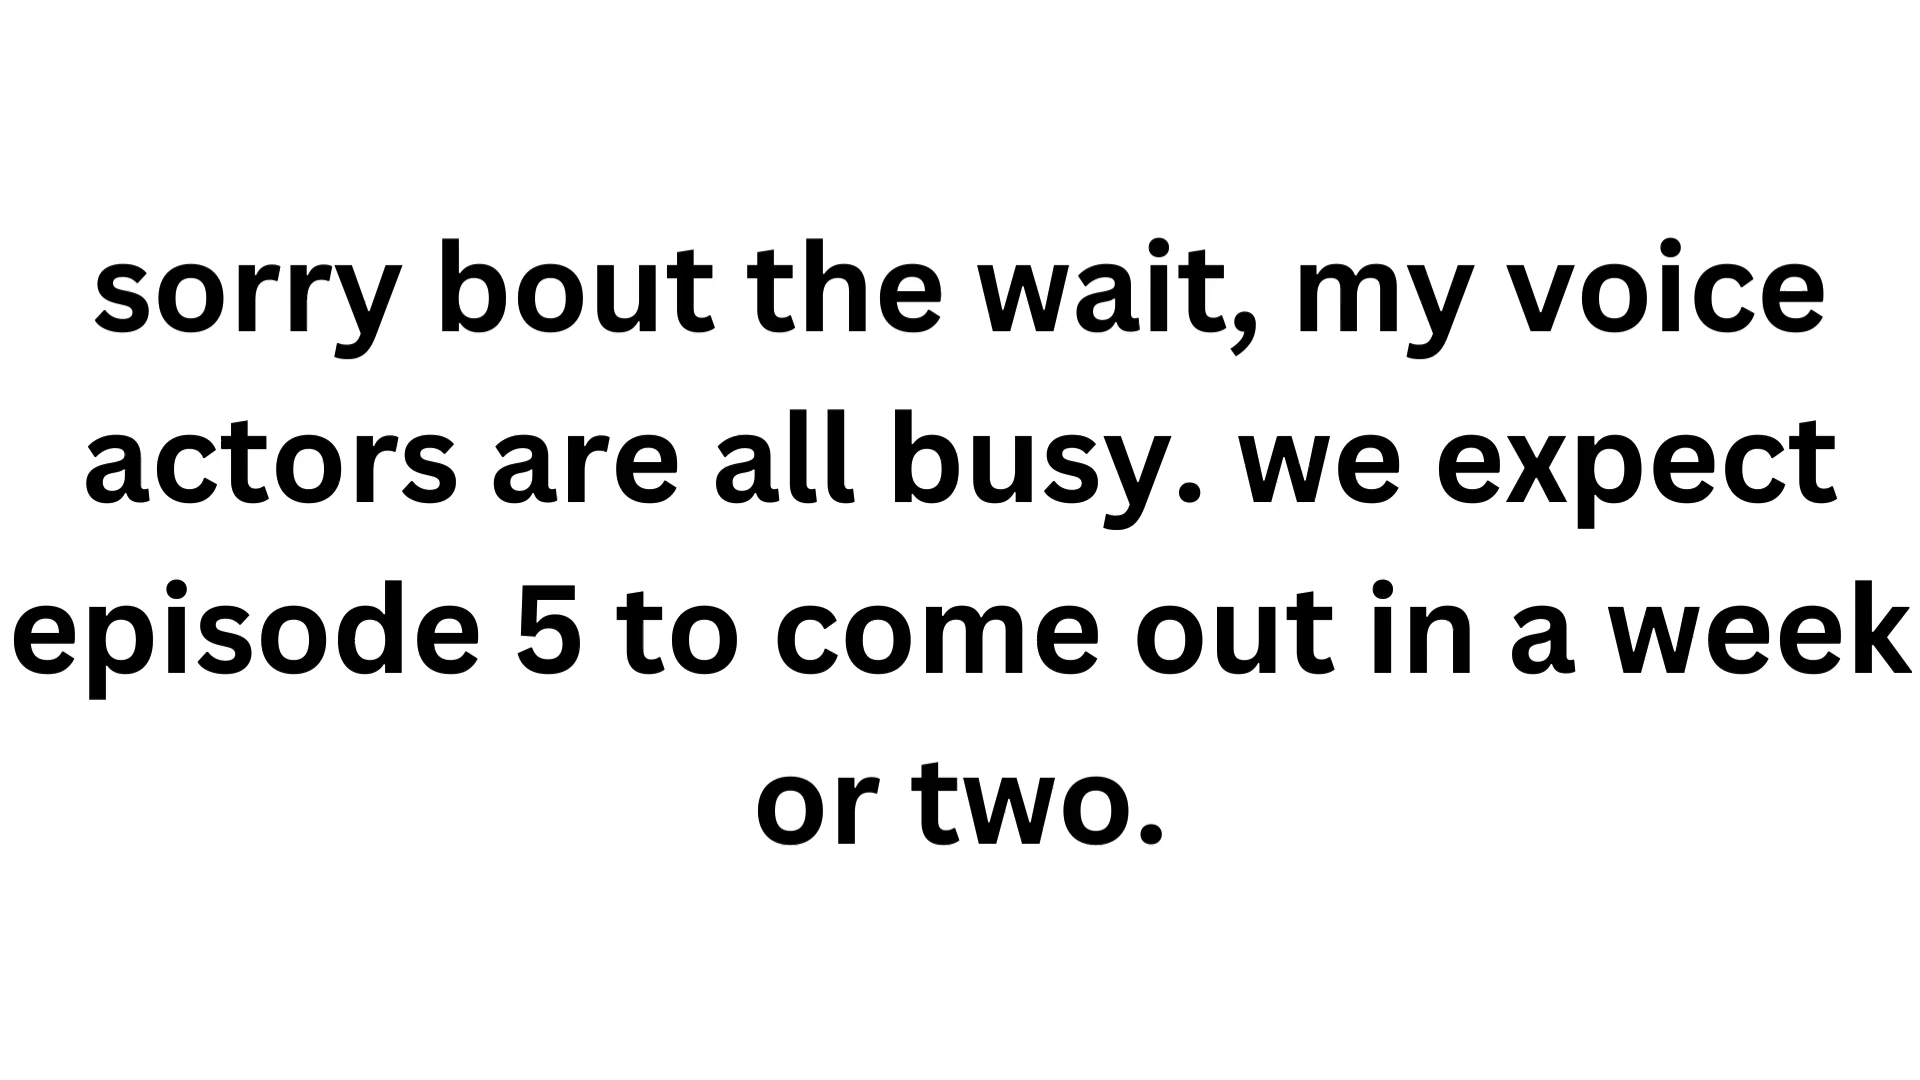 sorry bout the wait, my voice
actors are all busy. we expect
episode 5 to come out in a week
or two.